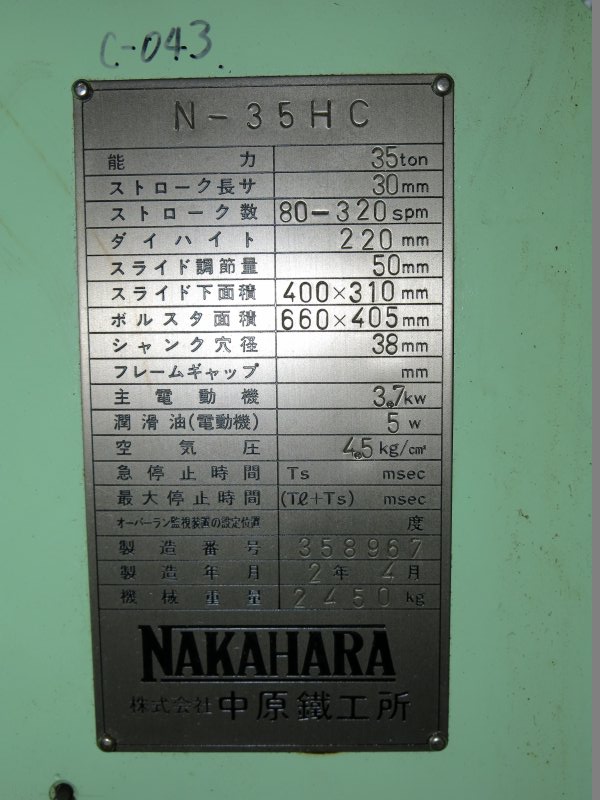 C-043
N-35HC
能力 35ton
ストローク長サ 30mm
ストローク数 80-320spm
ダイハイト 220mm
スライド調節量 50mm
スライド下面積 400×310mm
ボルスタ面積 660×405mm
シャンク穴径 38mm
フレームギャップ mm
主電動機 3.7kw
潤滑油(電動機) 5w
空気圧 4.5kg/cm²
急停止時間 Ts msec
最大停止時間 (Tℓ+Ts) msec
オーバーラン監視装置の設定位置 度
製造番号 358967
製造年月 2年4月
機械重量 2450kg
NAKAHARA
株式会社 中原鐵工所